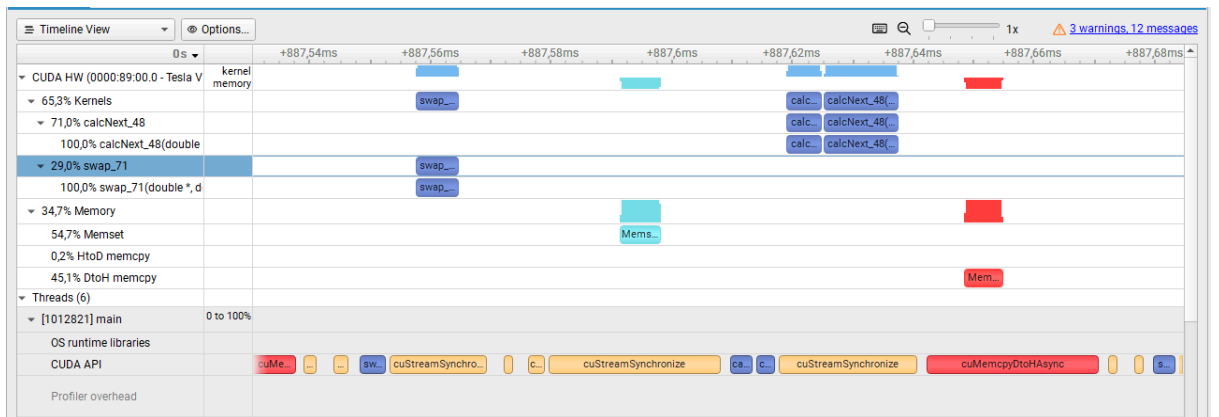 Timeline View Options... 1x 3 warnings, 12 messages
0s +887,54ms +887,56ms +887,58ms +887,6ms +887,62ms +887,64ms +887,66ms +887,68ms
CUDA HW (0000:89:00.0 - Tesla V kernel
memory
65,3% Kernels swap_... calc... calcNext_48(...
71,0% calcNext_48 calc... calcNext_48(...
100,0% calcNext_48(double calc... calcNext_48(...
29,0% swap_71 swap_...
100,0% swap_71(double *, d swap_...
34,7% Memory
54,7% Memset Mems...
0,2% HtoD memcpy
45,1% DtoH memcpy Mem...
Threads (6)
[1012821] main 0 to 100%
OS runtime libraries
CUDA API cuMe... ... ... sw... cuStreamSynchro... c... cuStreamSynchronize ca... c... cuStreamSynchronize cuMemcpyDtoHAsync s...
Profiler overhead